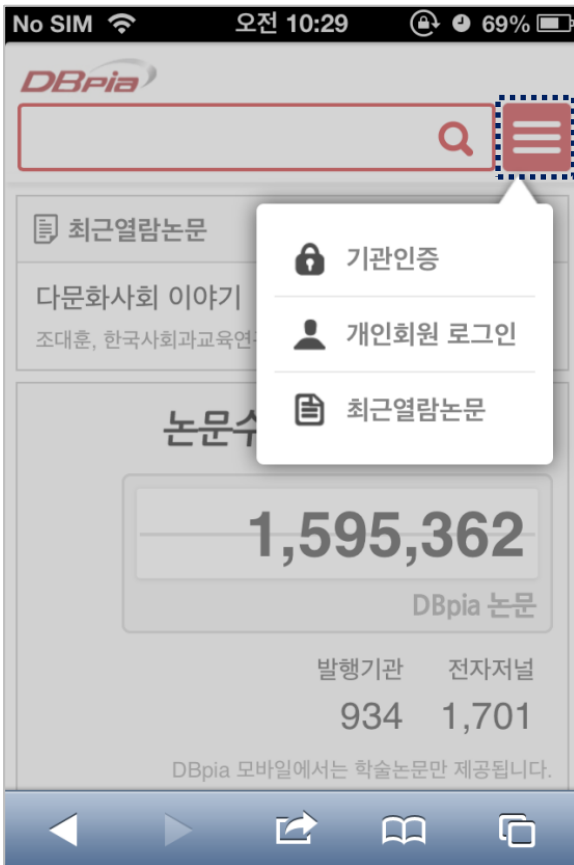 No SIM 오전 10:29 69%
DBpia
최근열람논문
기관인증
다문화사회 이야기
조대훈, 한국사회과교육연
개인회원 로그인
최근열람논문
논문수
1,595,362
DBpia 논문
발행기관 전자저널
934 1,701
DBpia 모바일에서는 학술논문만 제공됩니다.